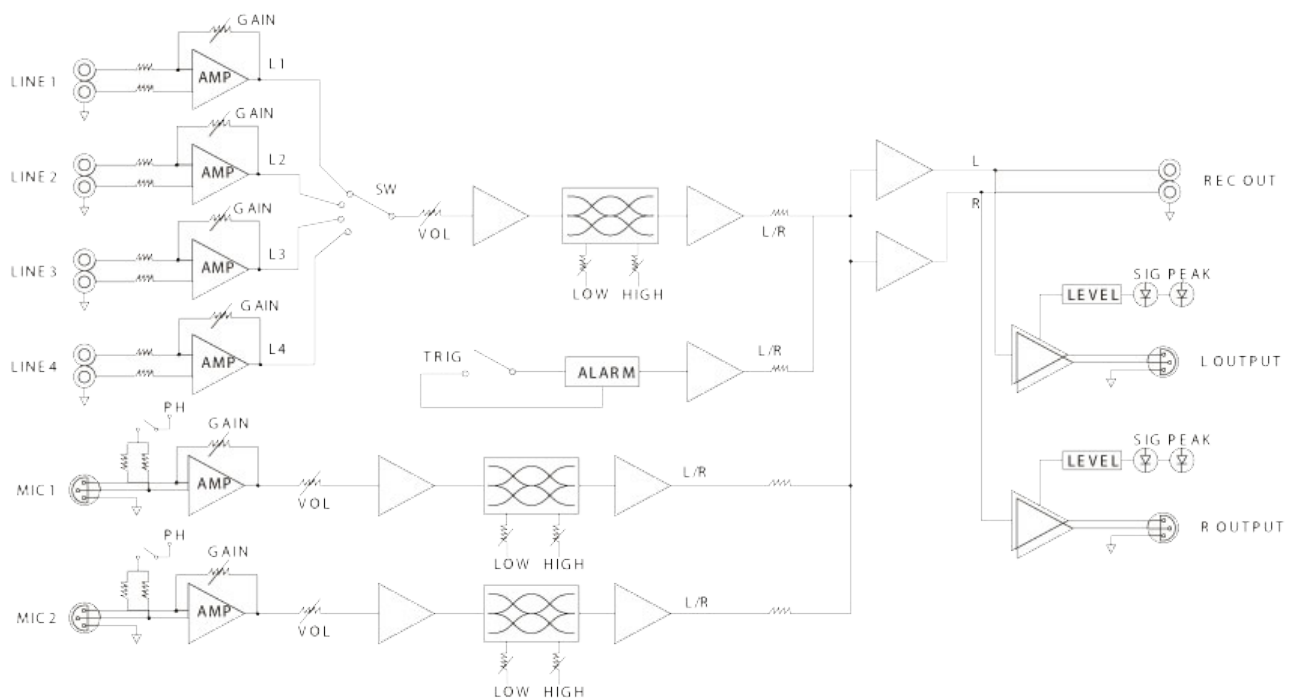 GAIN
LINE 1
AMP
L1
GAIN
LINE 2
AMP
L2
SW
GAIN
LINE 3
AMP
L3
VOL
LOW HIGH
L/R
GAIN
LINE 4
AMP
L4
TRIG
ALARM
L/R
L
R
REC OUT
SIG PEAK
LEVEL
L OUTPUT
SIG PEAK
LEVEL
R OUTPUT
PH
GAIN
MIC 1
AMP
VOL
LOW HIGH
L/R
PH
GAIN
MIC 2
AMP
VOL
LOW HIGH
L/R